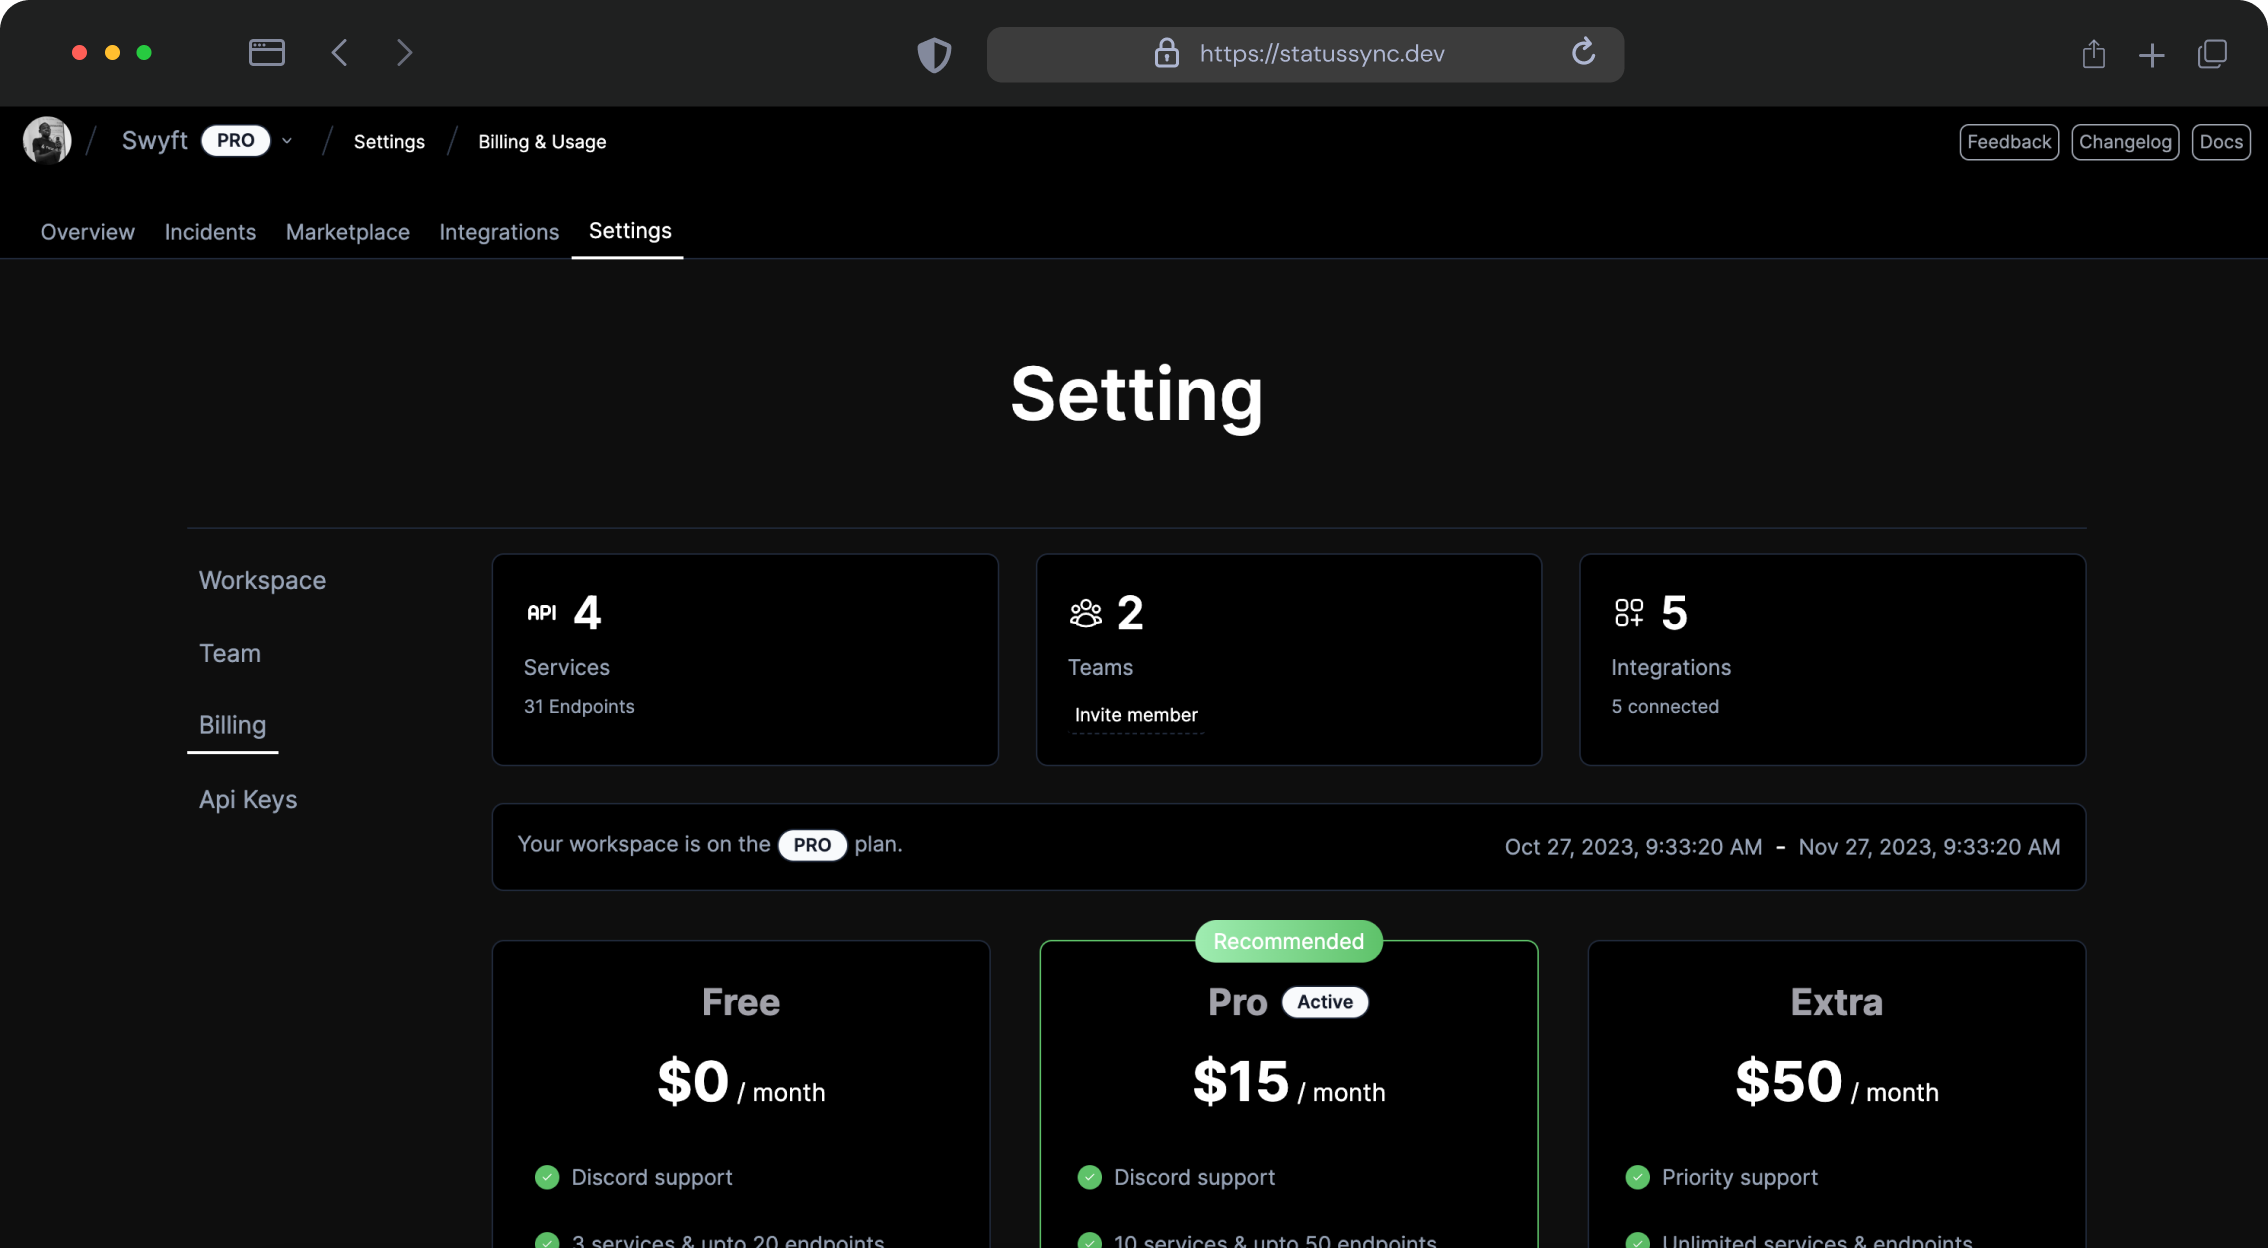 https://statussync.dev
Swyft PRO / Settings / Billing & Usage
Feedback Changelog Docs
Overview Incidents Marketplace Integrations Settings
Setting
Workspace
Team
Billing
Api Keys
API 4
Services
31 Endpoints
2
Teams
Invite member
5
Integrations
5 connected
Your workspace is on the PRO plan.
Oct 27, 2023, 9:33:20 AM - Nov 27, 2023, 9:33:20 AM
Free
$0 / month
Discord support
3 services & upto 20 endpoints
Recommended
Pro Active
$15 / month
Discord support
10 services & upto 50 endpoints
Extra
$50 / month
Priority support
Unlimited services & endpoints